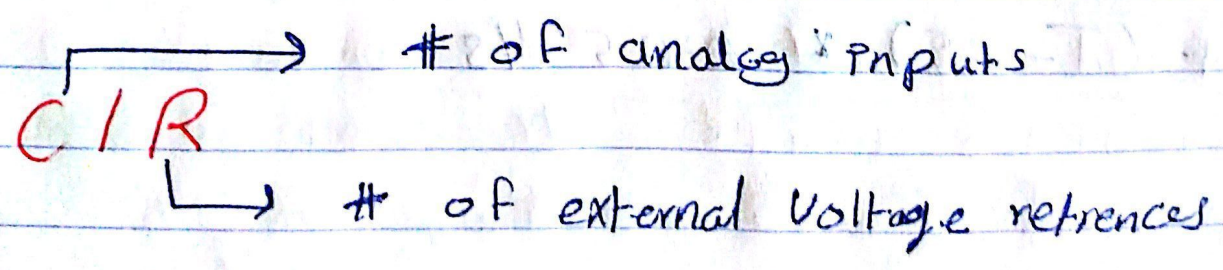 # of analog inputs
C/R
# of external Voltage refrences